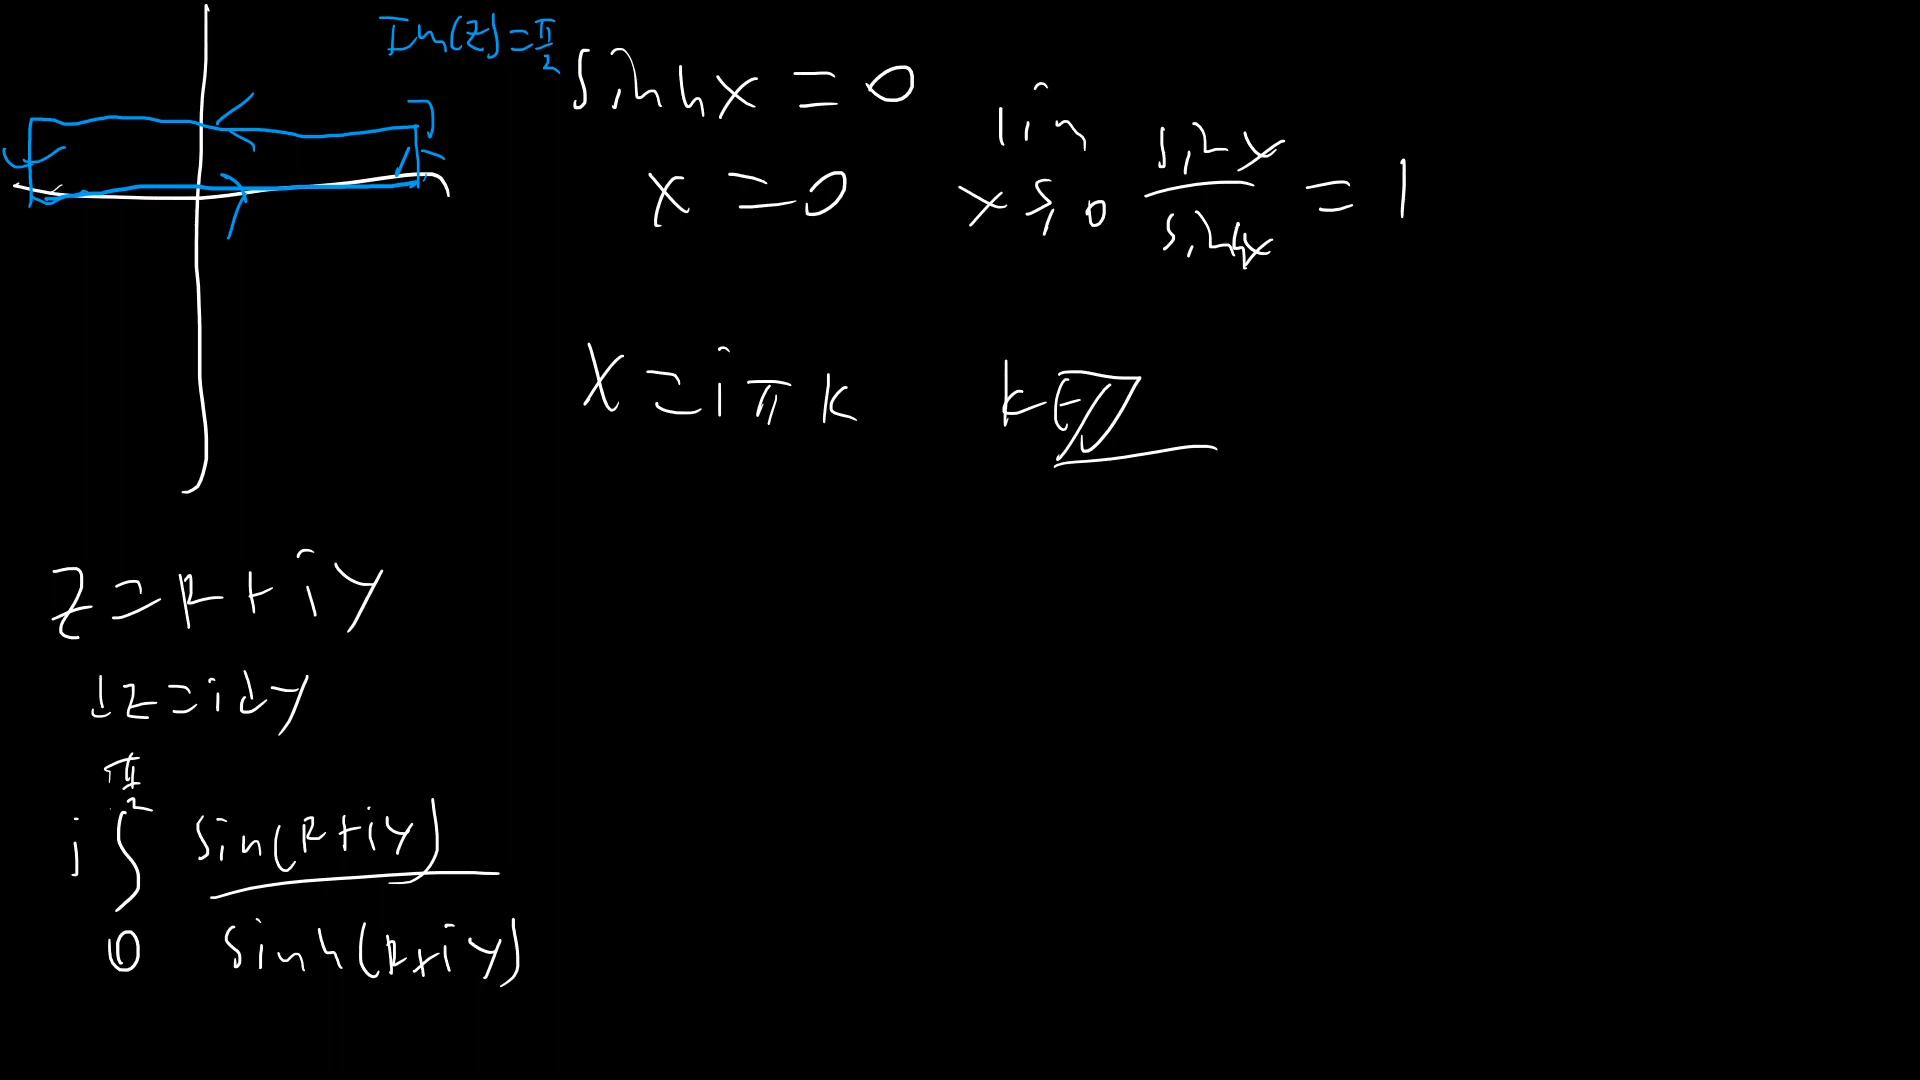 Im(z) = π/2
sinhx = 0
x = 0
lim x→0 sinx/sinhx = 1
x = iπk k∈ℤ
z = R + iy
dz = idy
i ∫_0^{π/2} sin(R+iy)/sinh(R+iy)